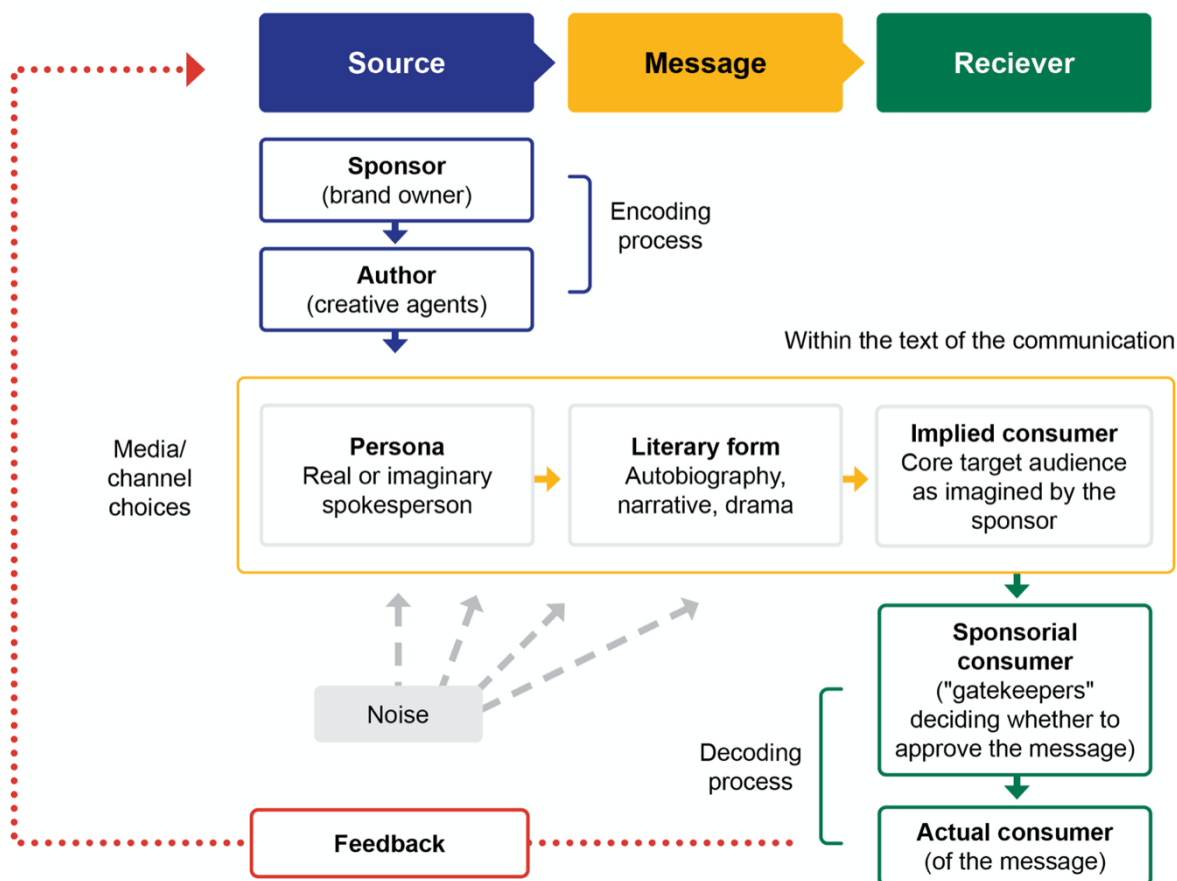 Source
Message
Reciever
Sponsor
(brand owner)
Encoding
process
Author
(creative agents)
Within the text of the communication
Media/
channel
choices
Persona
Real or imaginary
spokesperson
Literary form
Autobiography,
narrative, drama
Implied consumer
Core target audience
as imagined by the
sponsor
Noise
Sponsorial
consumer
("gatekeepers"
deciding whether to
approve the message)
Decoding
process
Feedback
Actual consumer
(of the message)